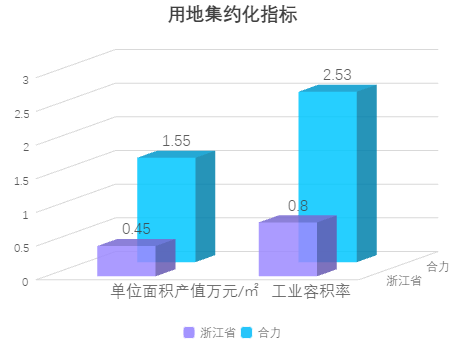 用地集约化指标
3
2.53
2.5
2
1.55
1.5
1
0.8
0.45
0.5
0
合力
浙江省
单位面积产值万元/㎡ 工业容积率
浙江省 合力